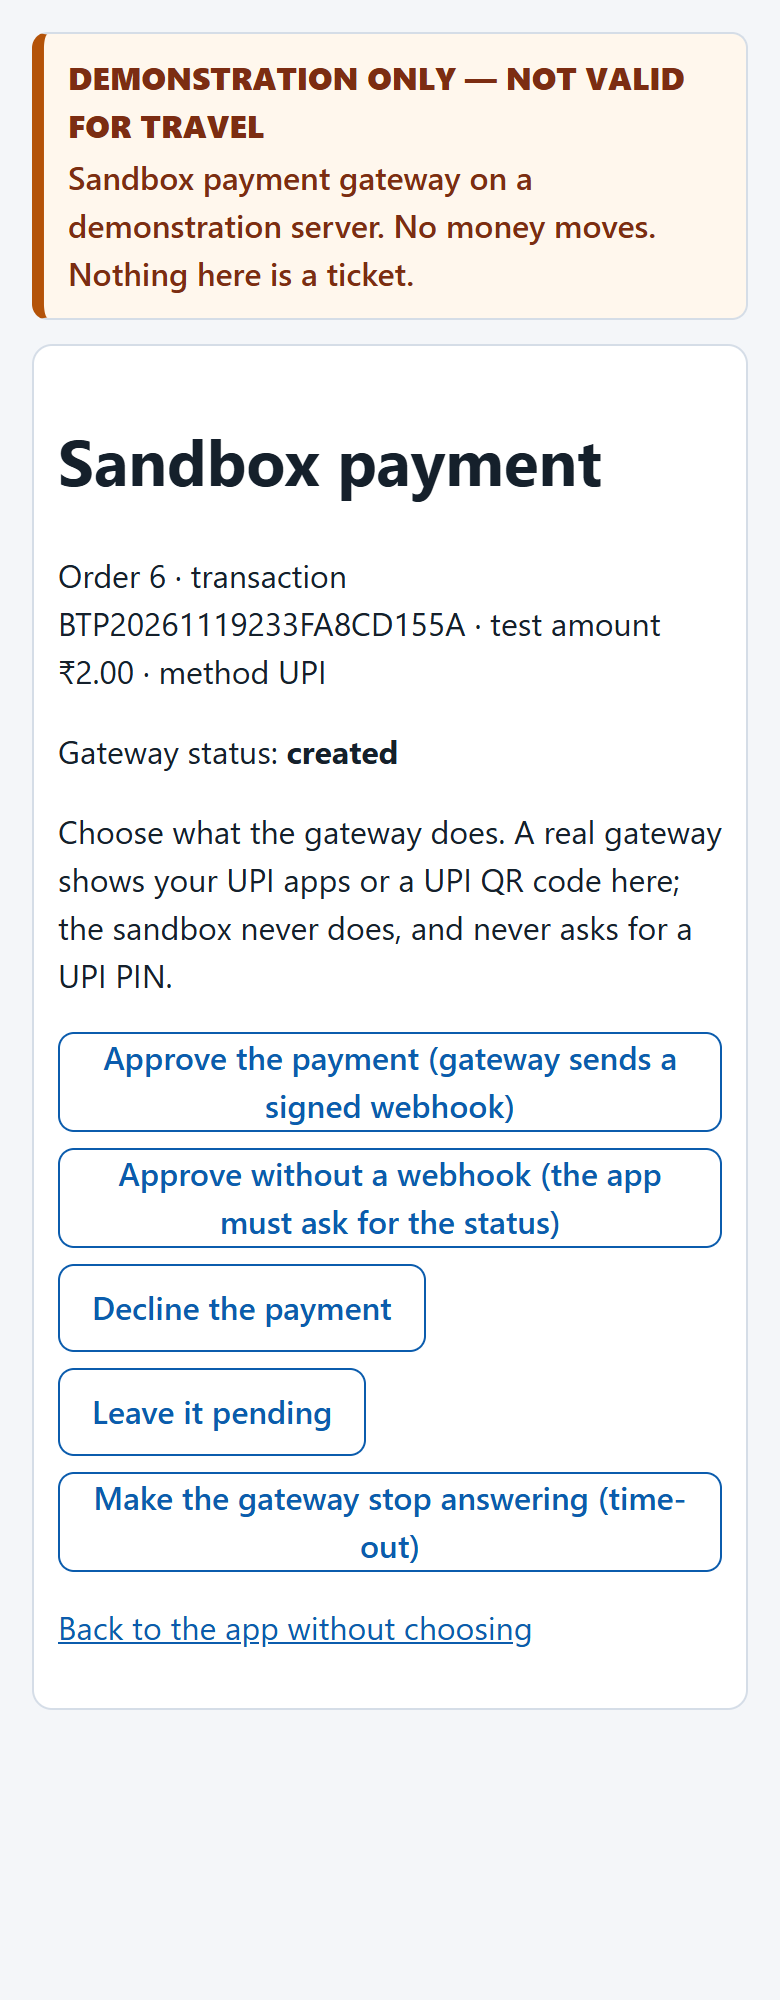 DEMONSTRATION ONLY — NOT VALID
FOR TRAVEL
Sandbox payment gateway on a
demonstration server. No money moves.
Nothing here is a ticket.
Sandbox payment
Order 6 · transaction
BTP20261119233FA8CD155A · test amount
₹2.00 · method UPI
Gateway status: created
Choose what the gateway does. A real gateway
shows your UPI apps or a UPI QR code here;
the sandbox never does, and never asks for a
UPI PIN.
Approve the payment (gateway sends a
signed webhook)
Approve without a webhook (the app
must ask for the status)
Decline the payment
Leave it pending
Make the gateway stop answering (time-
out)
Back to the app without choosing